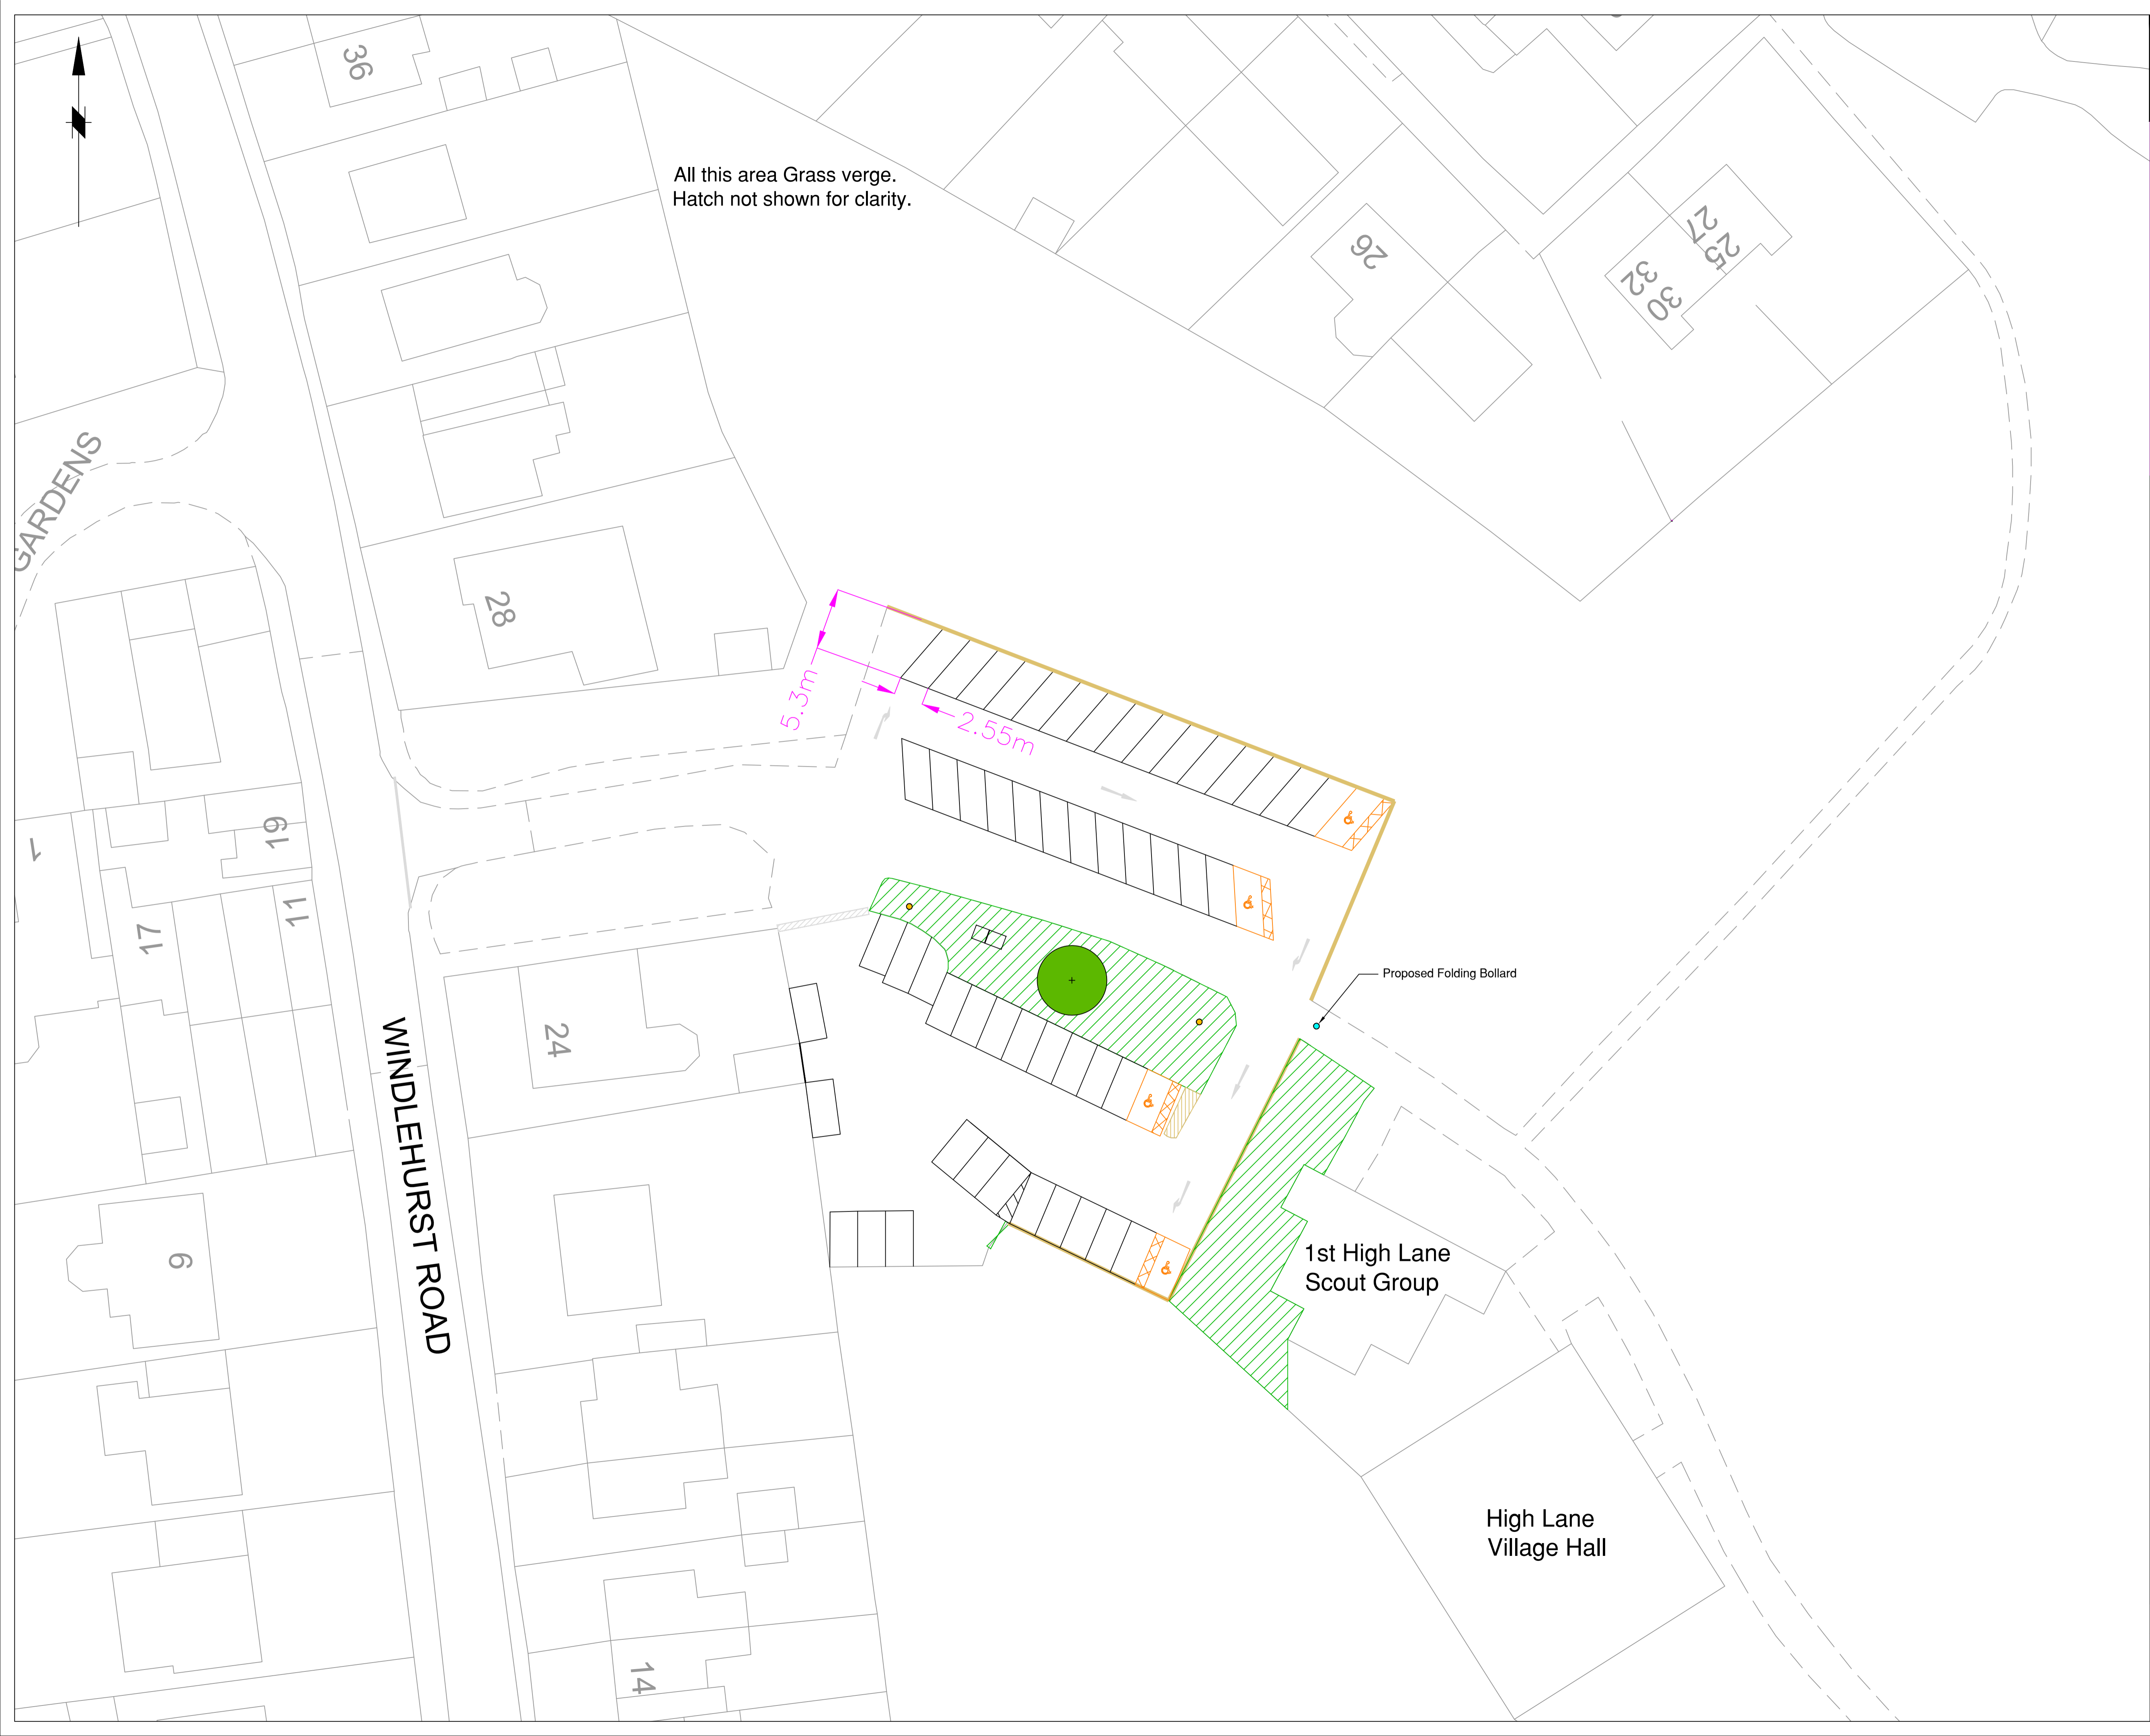 36
All this area Grass verge.
Hatch not shown for clarity.
26
27
25
32
30
GARDENS
28
5.3m
2.55m
1
19
11
17
Proposed Folding Bollard
24
WINDLEHURST ROAD
9
1st High Lane
Scout Group
High Lane
Village Hall
14